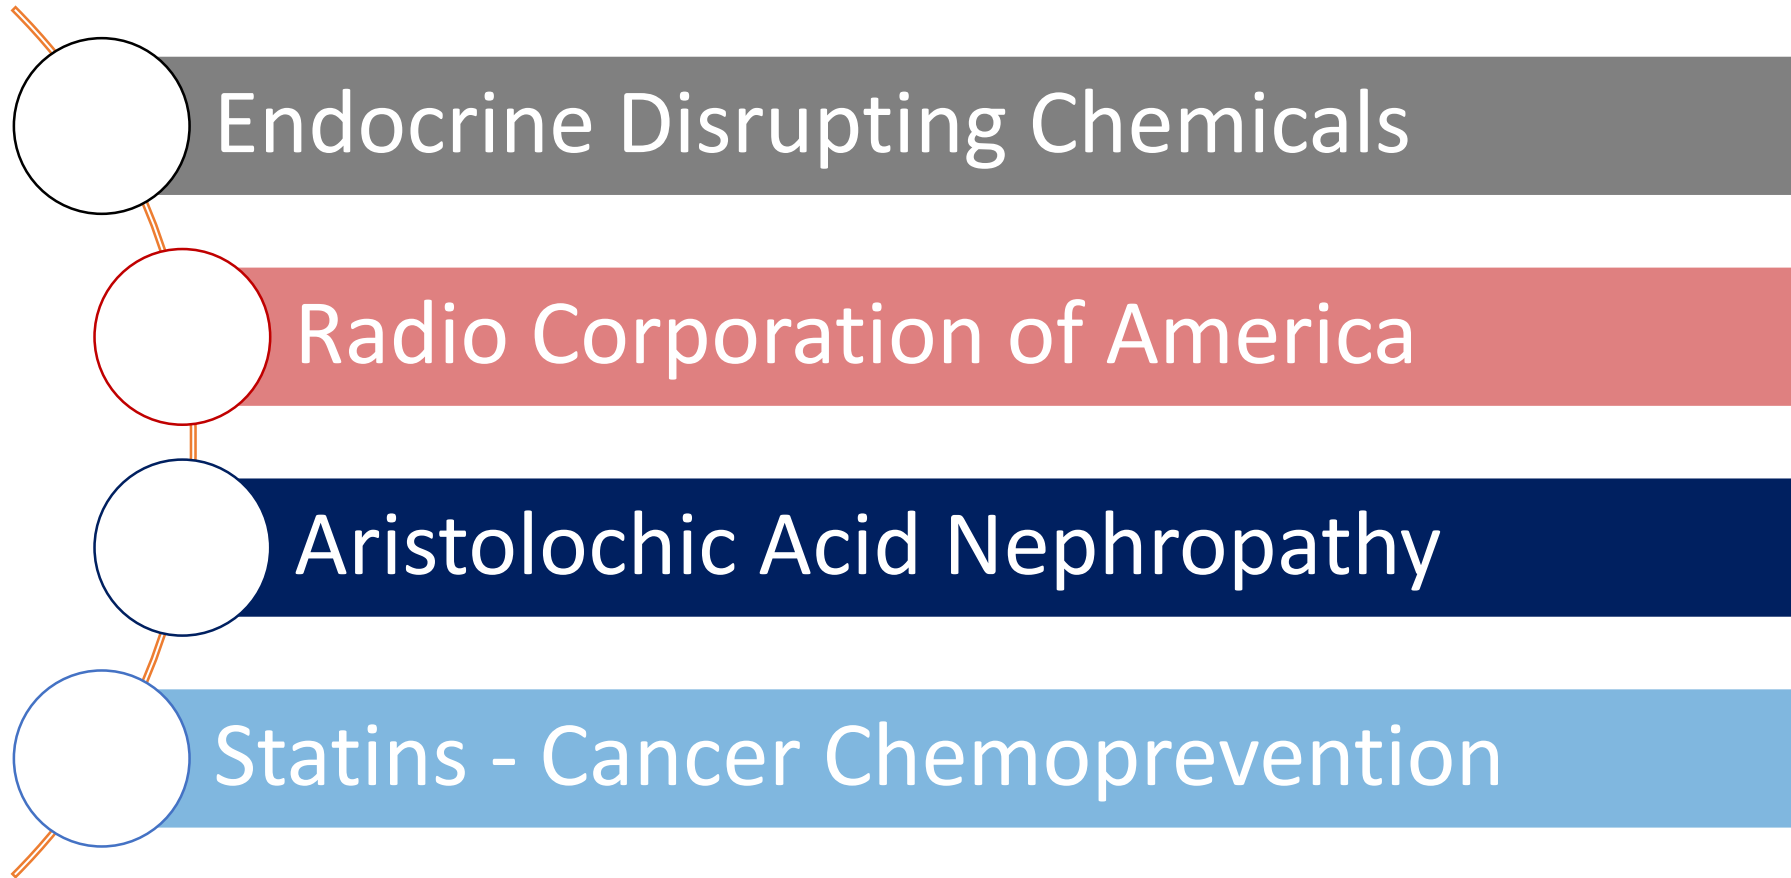 Endocrine Disrupting Chemicals
Radio Corporation of America
Aristolochic Acid Nephropathy
Statins - Cancer Chemoprevention